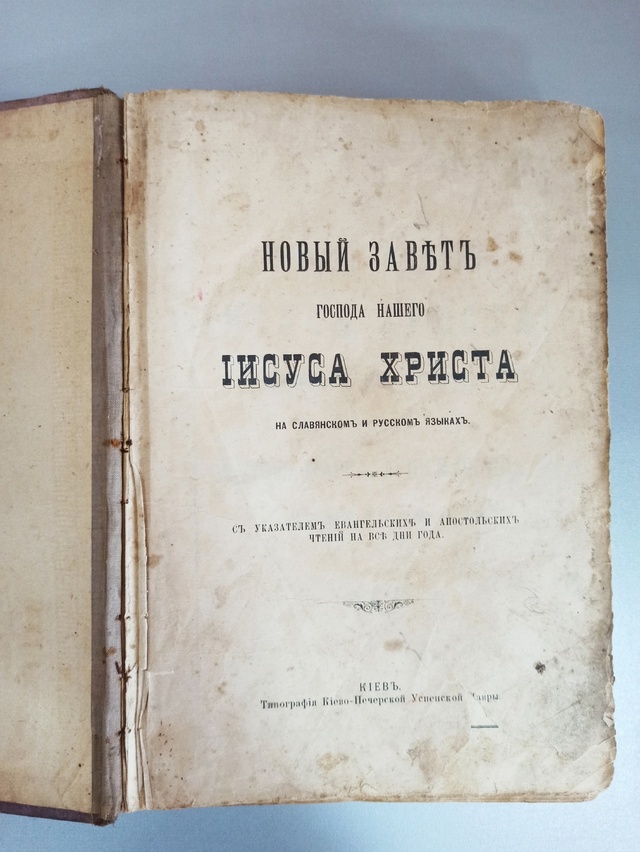 НОВЫЙ ЗАВѢТЪ
ГОСПОДА НАШЕГО
ІИСУСА ХРИСТА
НА СЛАВЯНСКОМЪ И РУССКОМЪ ЯЗЫКАХЪ.
СЪ УКАЗАТЕЛЕМЪ ЕВАНГЕЛЬСКИХЪ И АПОСТОЛЬСКИХЪ
ЧТЕНІЙ НА ВСѢ ДНИ ГОДА.
КІЕВЪ.
Типографія Кіево-Печерской Успенской Лавры